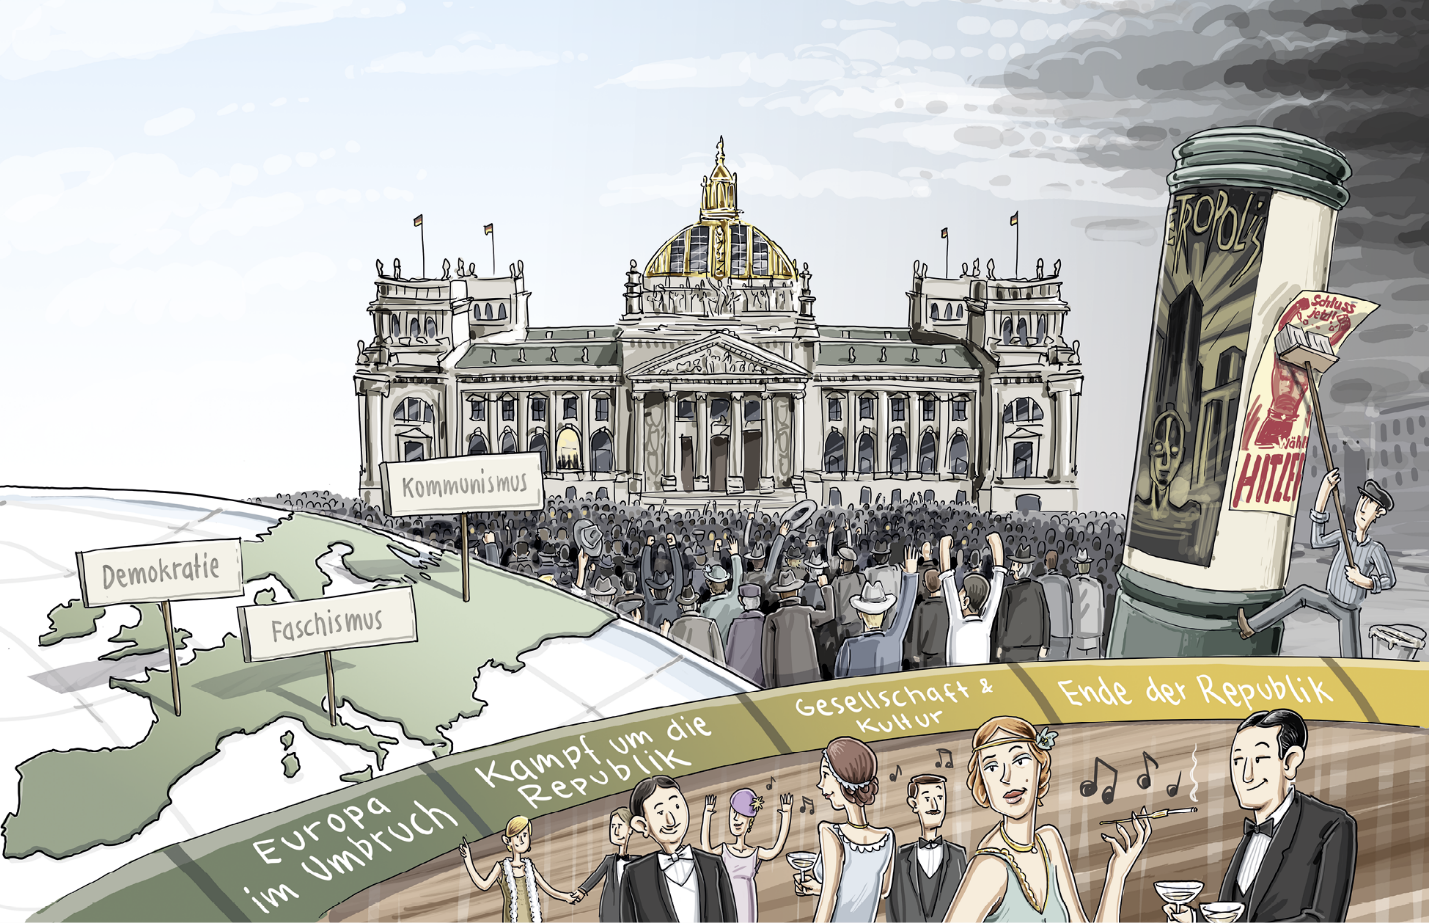 METROPOLIS
Schluss
jetzt!
Wählt
HITLER
Kommunismus
Demokratie
Faschismus
Europa
im Umbruch
Kampf um die
Republik
Gesellschaft &
Kultur
Ende der Republik